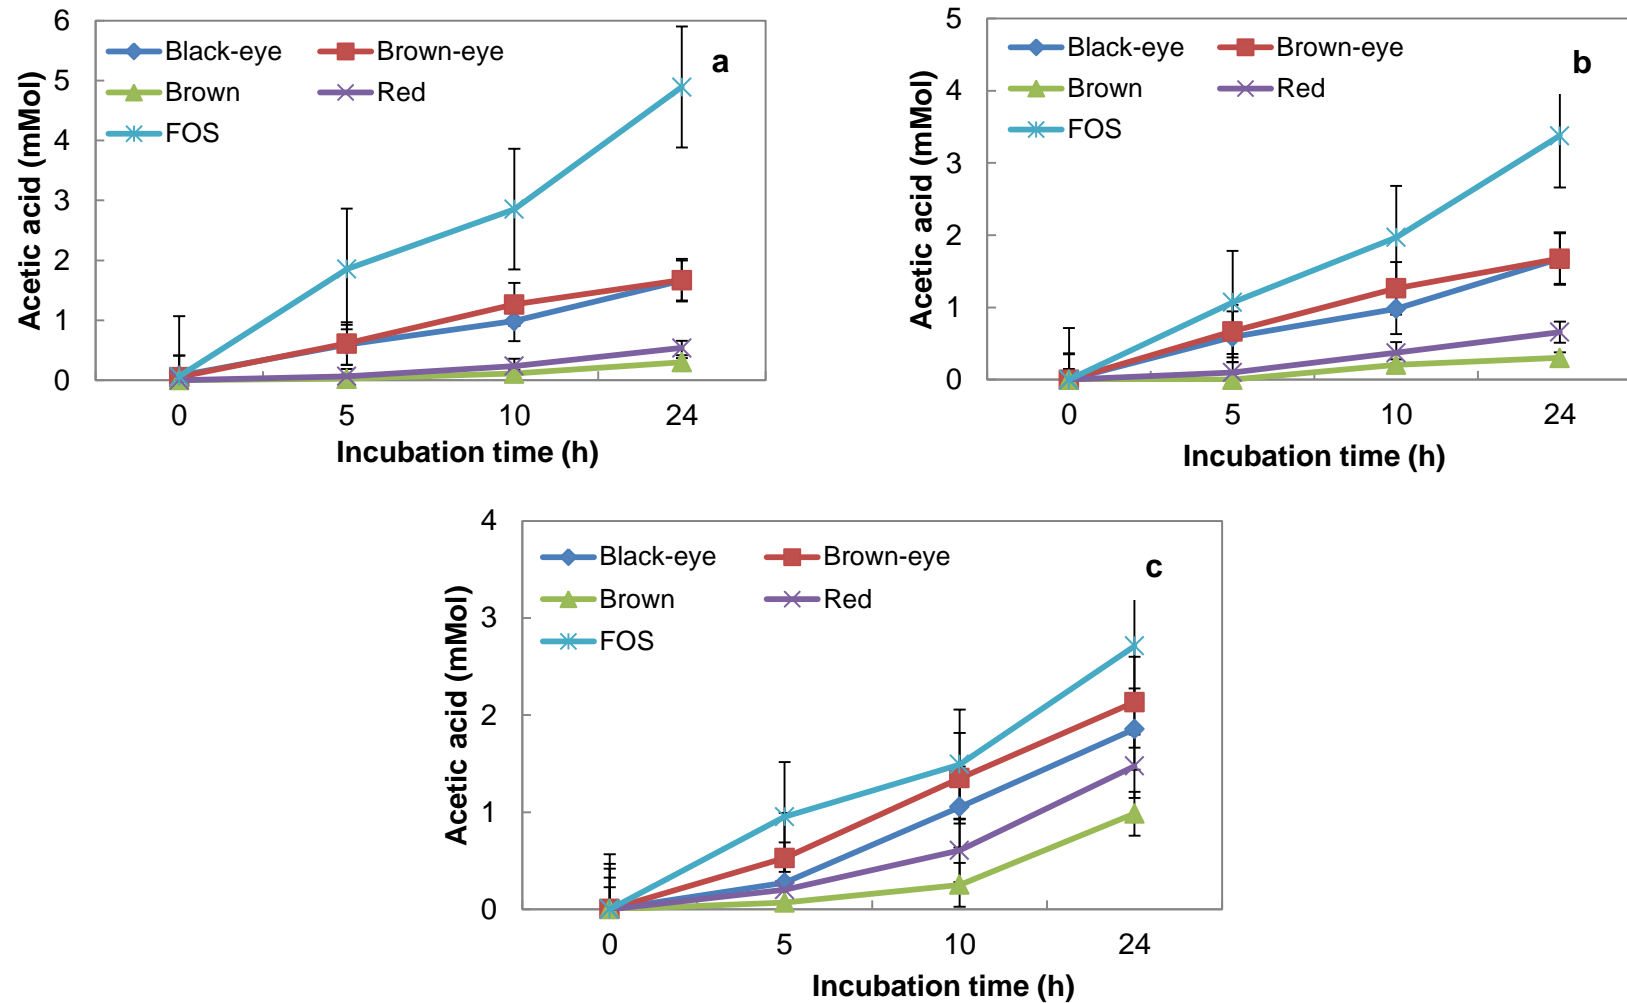 6
5
4
3
2
1
0
Acetic acid (mMol)
Black-eye Brown-eye
Brown Red
FOS
a
0 5 10 24
Incubation time (h)
5
4
3
2
1
0
Acetic acid (mMol)
Black-eye Brown-eye
Brown Red
FOS
b
0 5 10 24
Incubation time (h)
4
3
2
1
0
Acetic acid (mMol)
Black-eye Brown-eye
Brown Red
FOS
c
0 5 10 24
Incubation time (h)